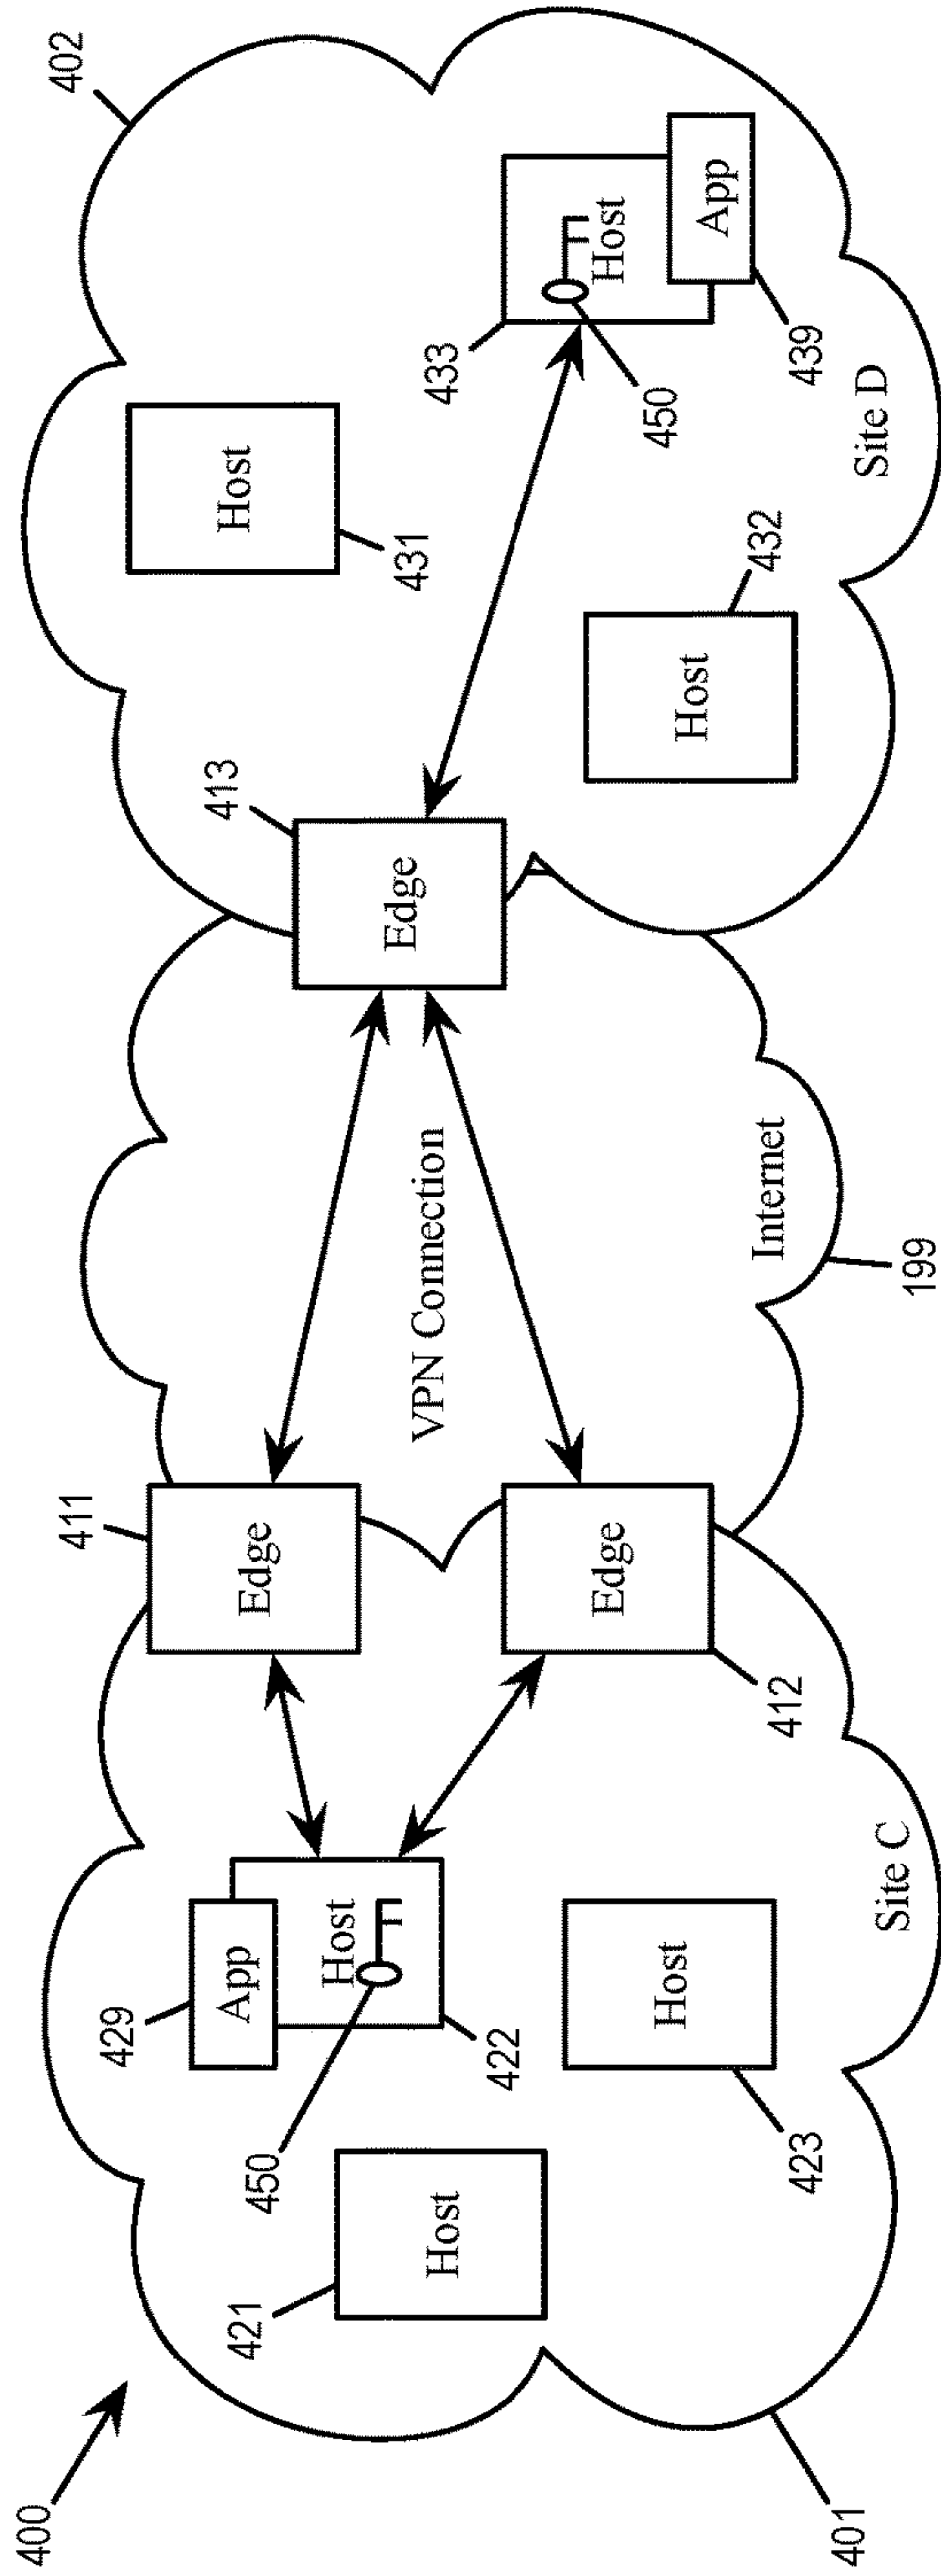 400
401
Site C
421
Host
450
429
App
Host
422
423
Host
411
Edge
412
Edge
VPN Connection
Internet
199
413
Edge
402
Site D
431
Host
432
Host
433
Host
450
App
439